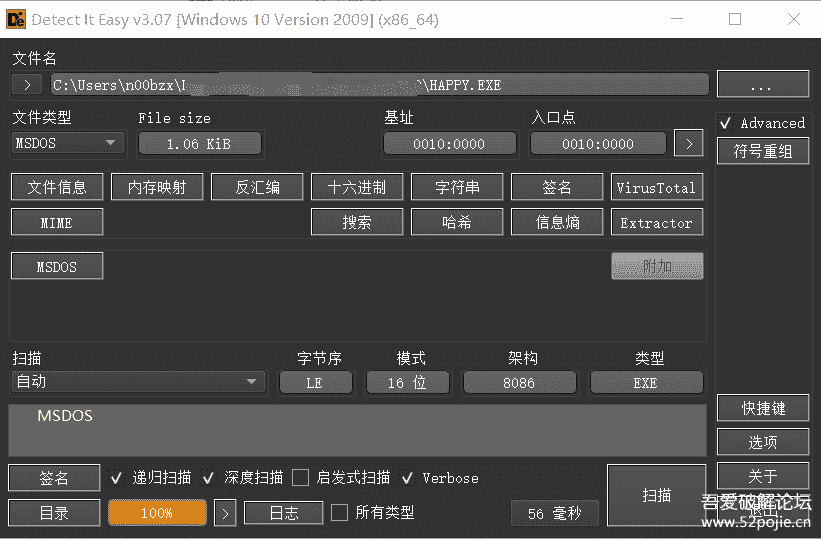 Detect It Easy v3.07 [Windows 10 Version 2009] (x86_64)
文件名
> C:\Users\n00bzx\ \HAPPY.EXE ...
文件类型 File size 基址 入口点 Advanced
MSDOS 1.06 KiB 0010:0000 0010:0000 > 符号重组
文件信息 内存映射 反汇编 十六进制 字符串 签名 VirusTotal
MIME 搜索 哈希 信息熵 Extractor
MSDOS 附加
扫描 字节序 模式 架构 类型
自动 LE 16 位 8086 EXE
MSDOS
快捷键
选项
签名 递归扫描 深度扫描 启发式扫描 Verbose 扫描 关于
目录 100% > 日志 所有类型 56 毫秒
吾爱破解论坛
www.52pojie.cn